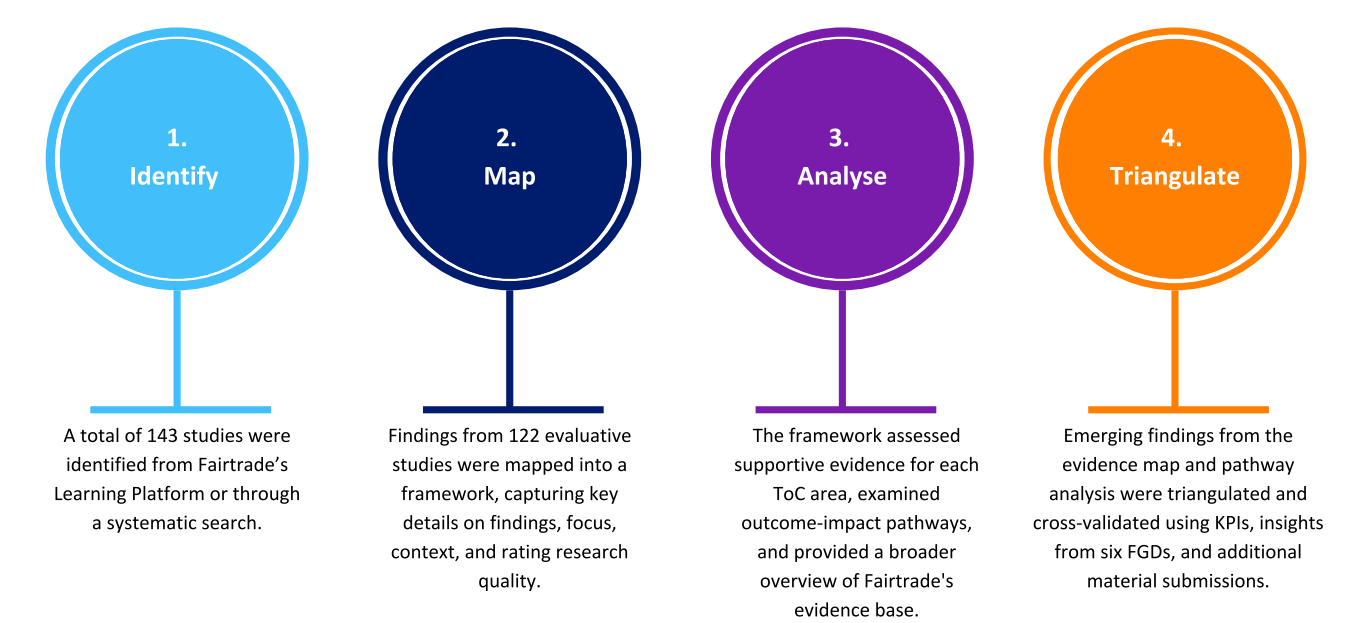 1.
Identify
A total of 143 studies were
identified from Fairtrade’s
Learning Platform or through
a systematic search.
2.
Map
Findings from 122 evaluative
studies were mapped into a
framework, capturing key
details on findings, focus,
context, and rating research
quality.
3.
Analyse
The framework assessed
supportive evidence for each
ToC area, examined
outcome-impact pathways,
and provided a broader
overview of Fairtrade's
evidence base.
4.
Triangulate
Emerging findings from the
evidence map and pathway
analysis were triangulated and
cross-validated using KPIs, insights
from six FGDs, and additional
material submissions.